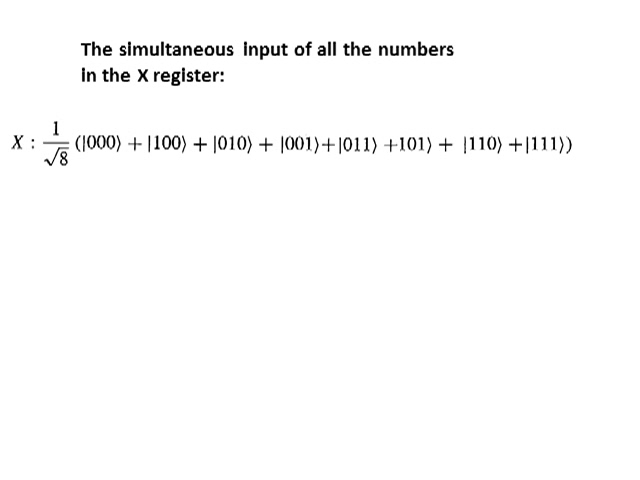 The simultaneous input of all the numbers
in the X register:
X : 1/√8 (|000⟩ + |100⟩ + |010⟩ + |001⟩+|011⟩ +101⟩ + |110⟩ +|111⟩)